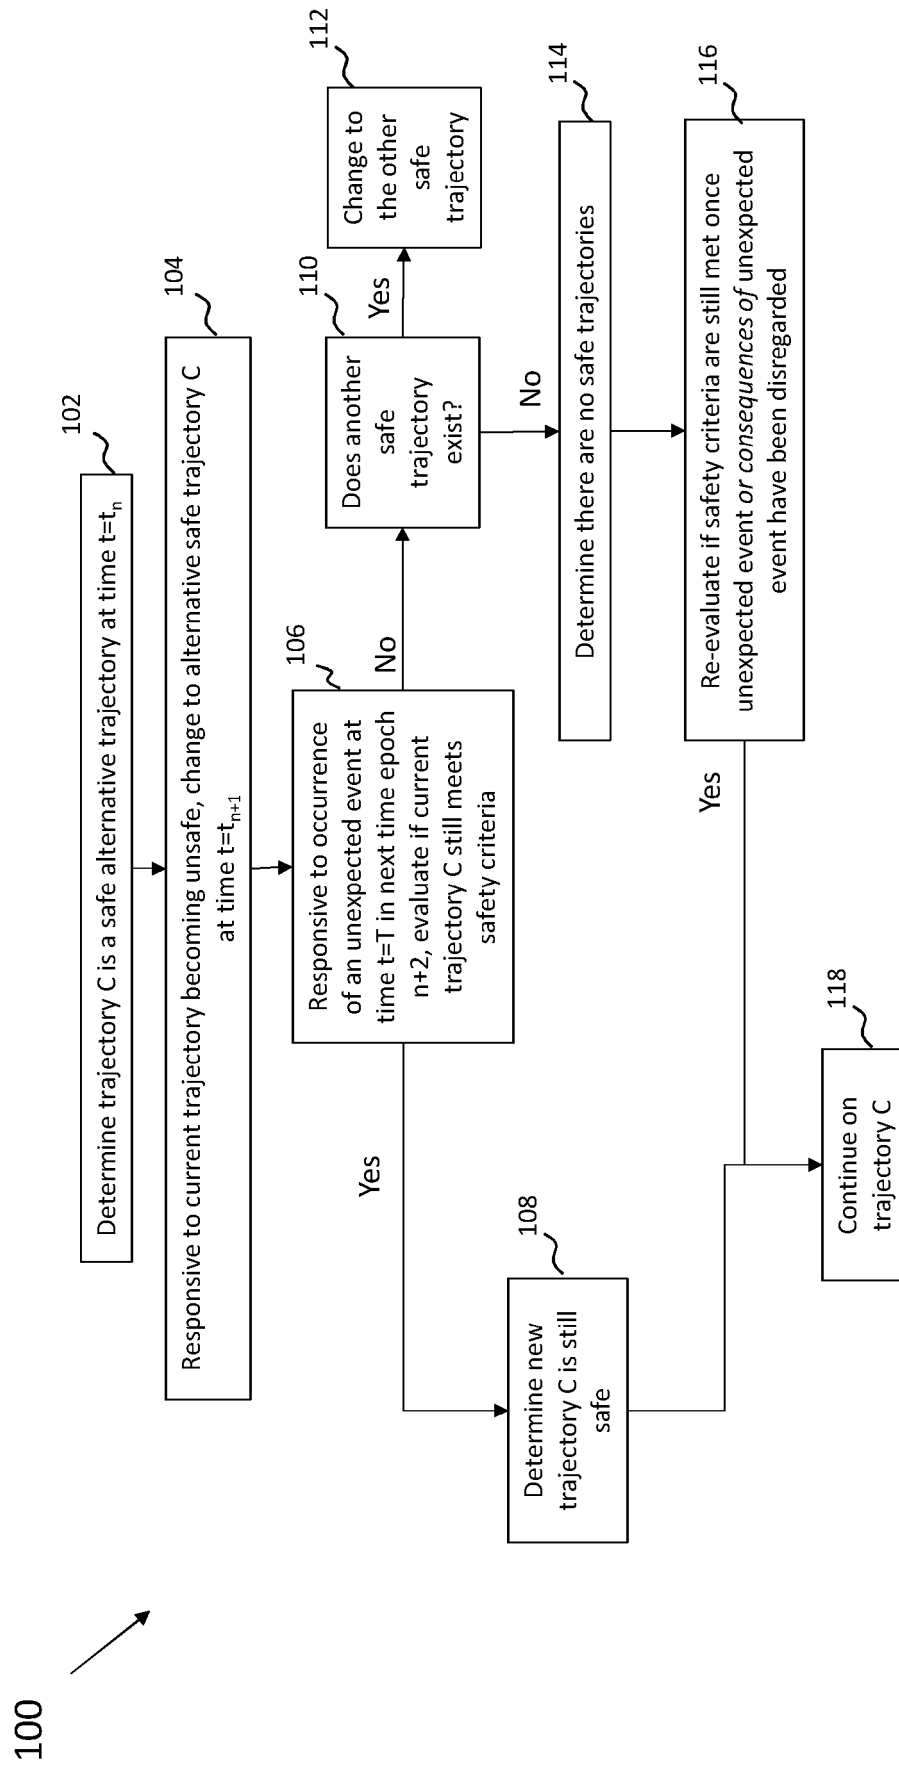 100
102
Determine trajectory C is a safe alternative trajectory at time t=tn
104
Responsive to current trajectory becoming unsafe, change to alternative safe trajectory C
at time t=tn+1
106
Responsive to occurrence
of an unexpected event at
time t=T in next time epoch
n+2, evaluate if current
trajectory C still meets
safety criteria
Yes
No
108
Determine new
trajectory C is still
safe
110
Does another
safe
trajectory
exist?
Yes
No
112
Change to
the other
safe
trajectory
114
Determine there are no safe trajectories
116
Re-evaluate if safety criteria are still met once
unexpected event or consequences of unexpected
event have been disregarded
Yes
118
Continue on
trajectory C